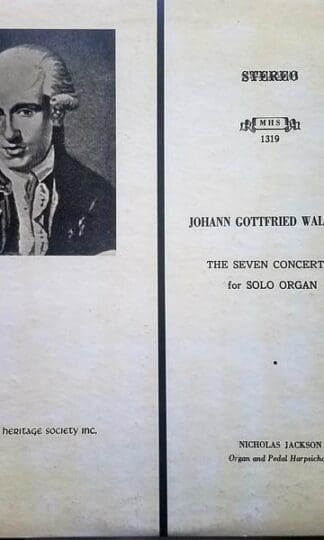 STEREO
MHS
1319
JOHANN GOTTFRIED WAL
THE SEVEN CONCERT
for SOLO ORGAN
NICHOLAS JACKSON
Organ and Pedal Harpsicho
heRITAGE SOCIETY INC.